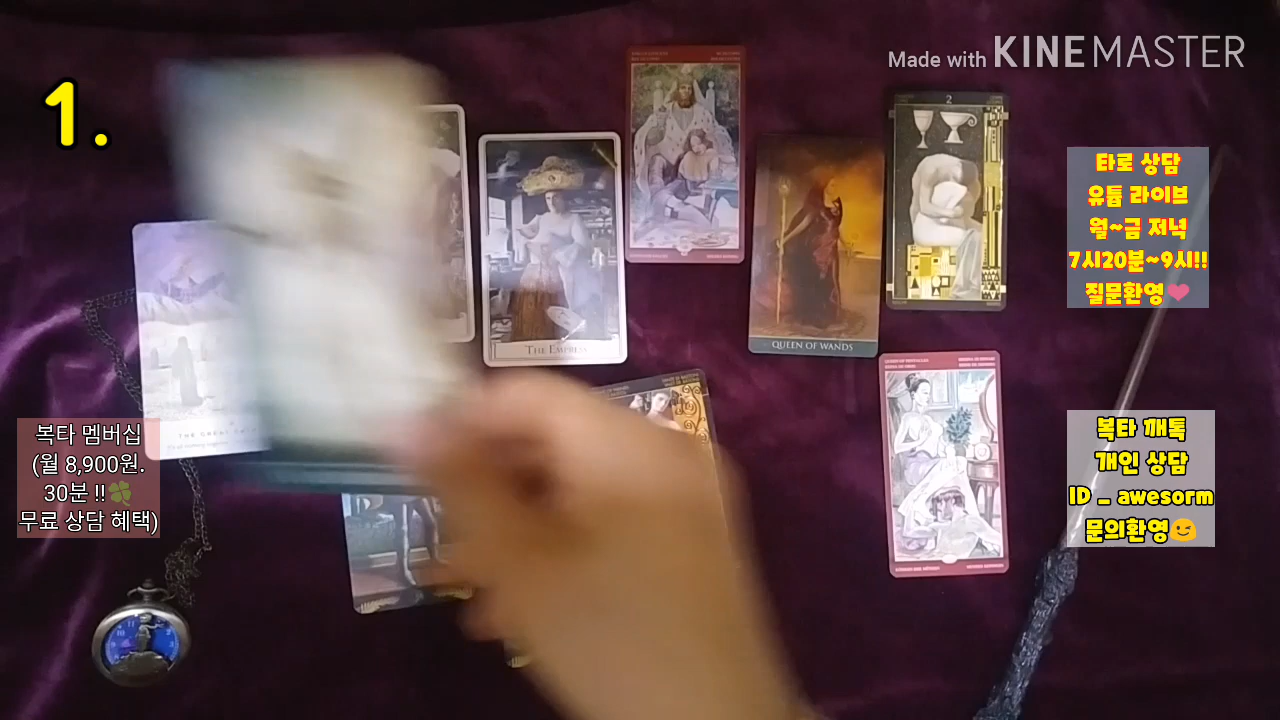 Made with KINEMASTER
1.
2
타로 상담
유튭 라이브
월~금 저녁
7시20분~9시!!
질문환영❤
THE EMPRESS
QUEEN OF WANDS
복타 멤버십
(월 8,900원.
30분 !!🍀
무료 상담 혜택)
복타 깨톡
개인 상담
ID - awesorm
문의환영😉